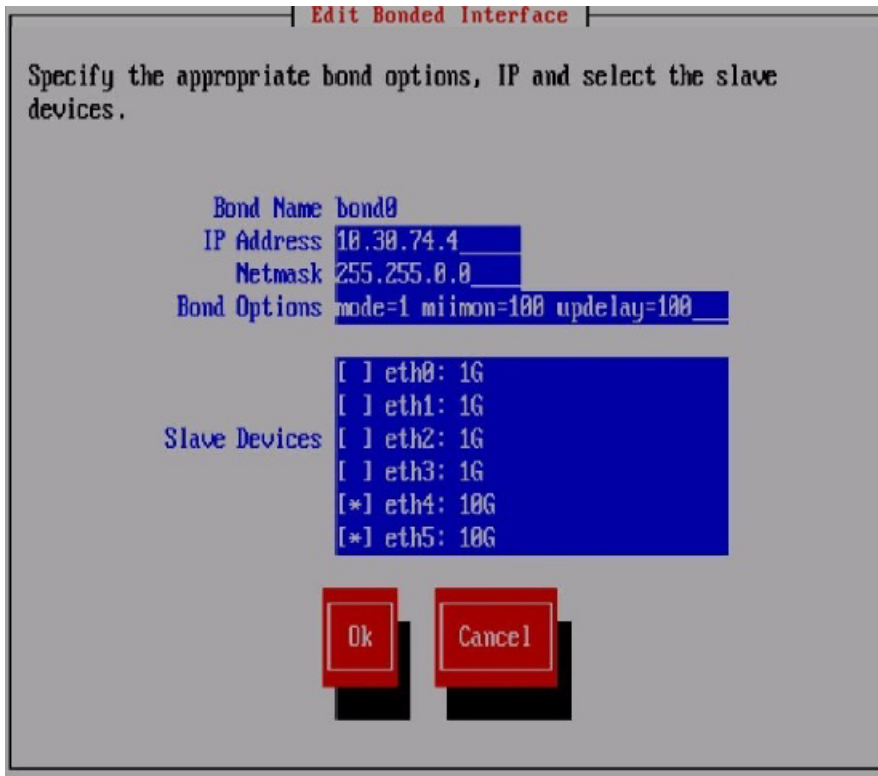 Edit Bonded Interface
Specify the appropriate bond options, IP and select the slave
devices.
Bond Name bond0
IP Address 10.30.74.4
Netmask 255.255.0.0
Bond Options mode=1 miimon=100 updelay=100
[ ] eth0: 1G
[ ] eth1: 1G
Slave Devices [ ] eth2: 1G
[ ] eth3: 1G
[*] eth4: 10G
[*] eth5: 10G
Ok Cancel